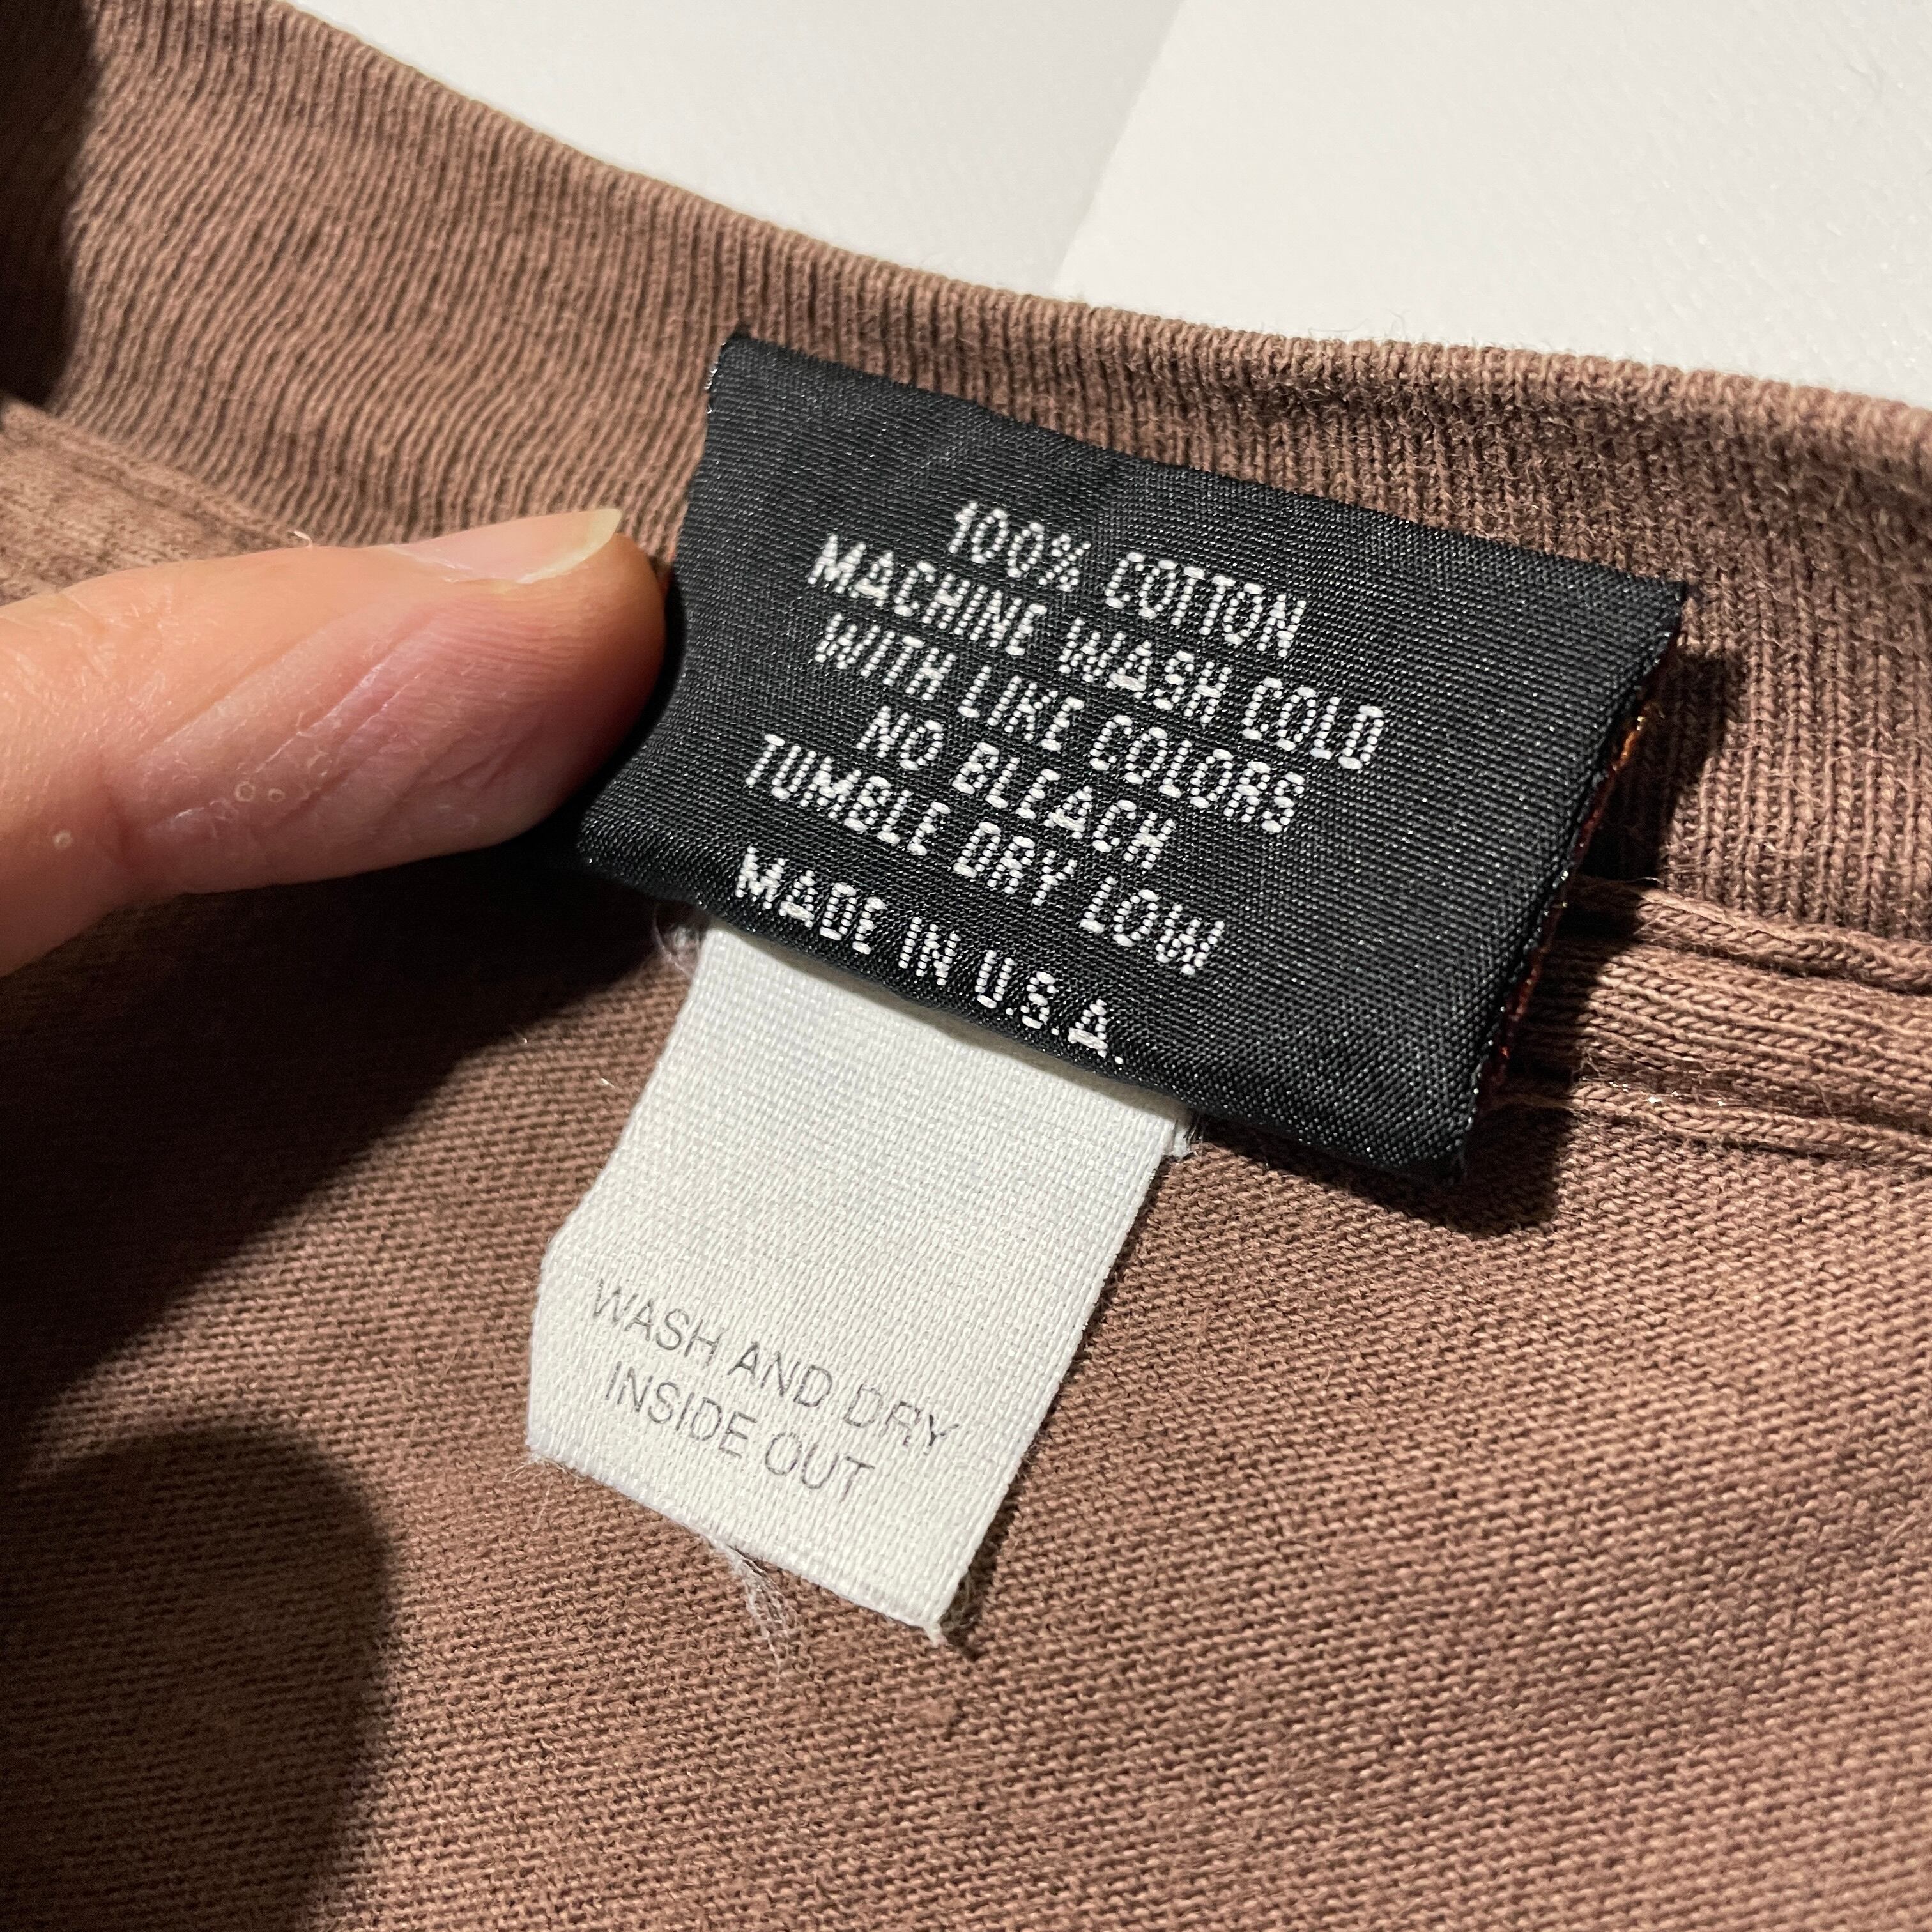 100% COTTON
MACHINE WASH COLD
WITH LIKE COLORS
NO BLEACH
TUMBLE DRY LOW
MADE IN U.S.A.
WASH AND DRY
INSIDE OUT